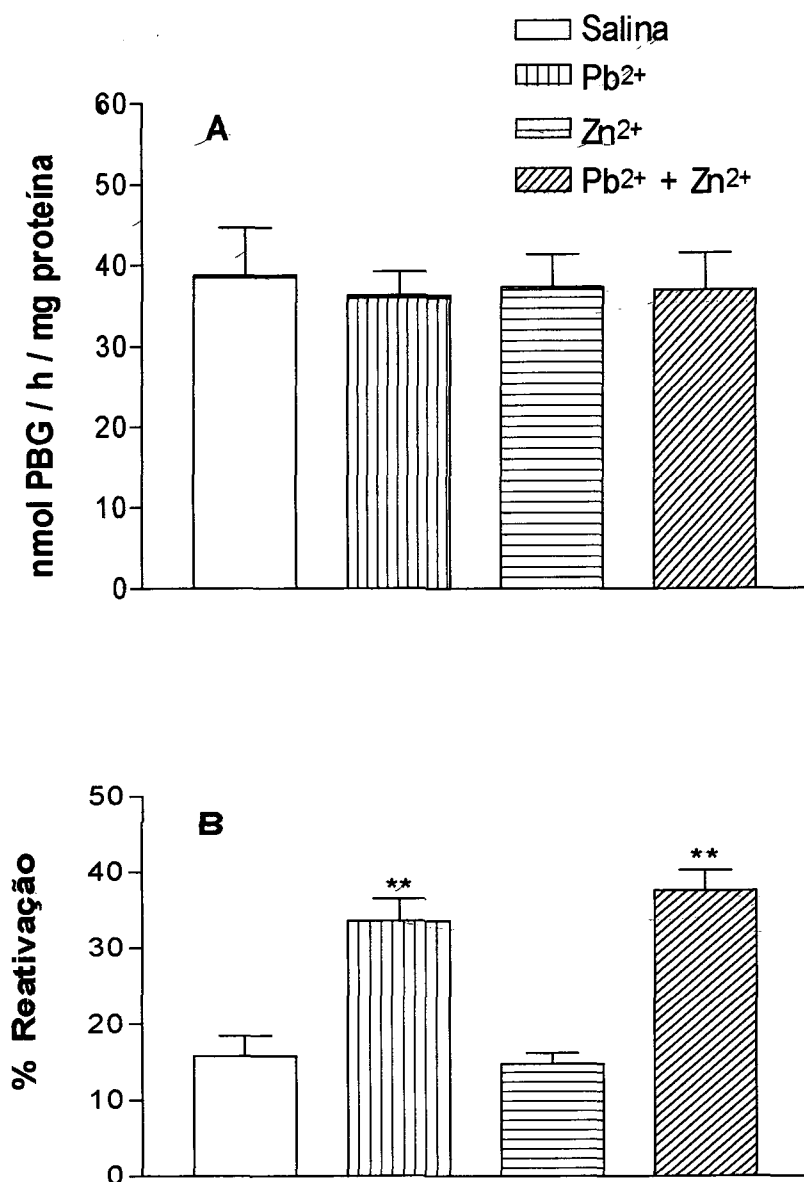 Salina
Pb2+
Zn2+
Pb2+ + Zn2+
A
60
50
40
30
20
10
0
nmol PBG / h / mg proteína
B
50
40
30
20
10
0
% Reativação
**
**